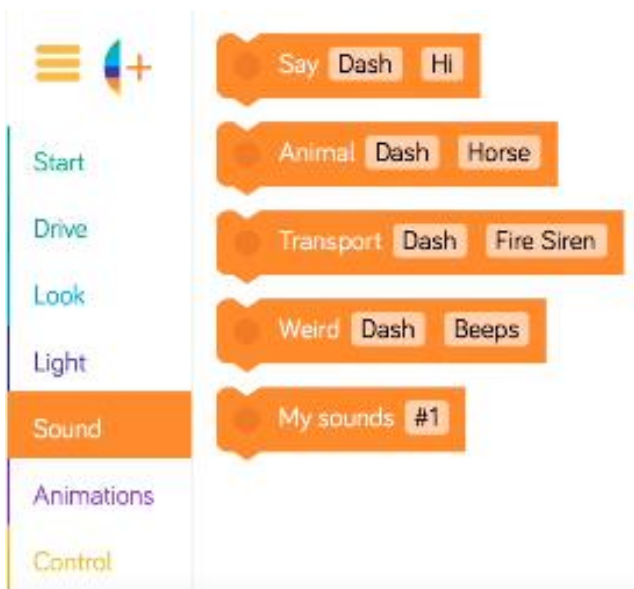 Start
Drive
Look
Light
Sound
Animations
Control
Say Dash Hi
Animal Dash Horse
Transport Dash Fire Siren
Weird Dash Beeps
My sounds #1